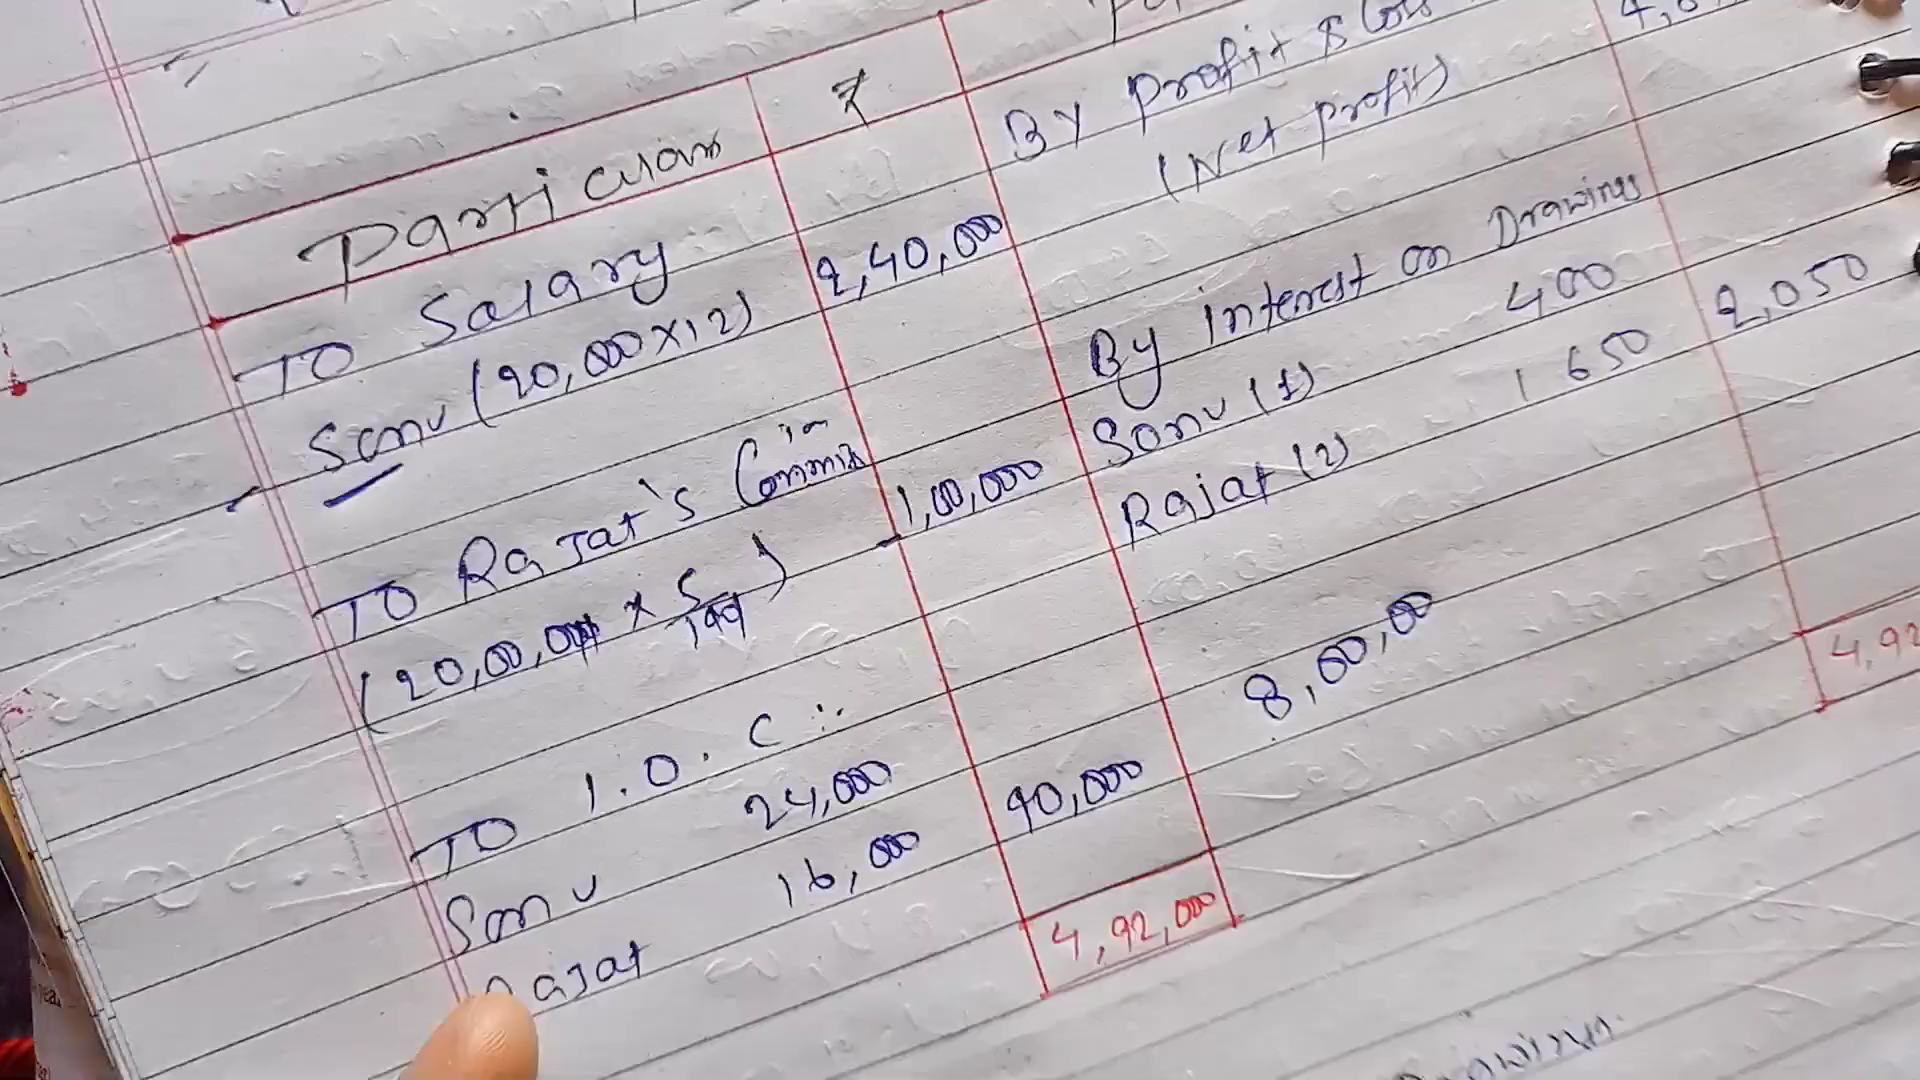 Particulars ₹
By Profit & Loss
(Net Profit)
To Salary
Sonu (20,000×12) 2,40,000
By Interest on Drawings
Sonu (1) 400
Rajat (2) 1650 2,050
To Rajat's Commission 1,00,000
(20,00,000 × 5/100)
8,00,00
To I.O.C :-
Sonu 24,000
Rajat 16,000 40,000
4,92,000 4,92